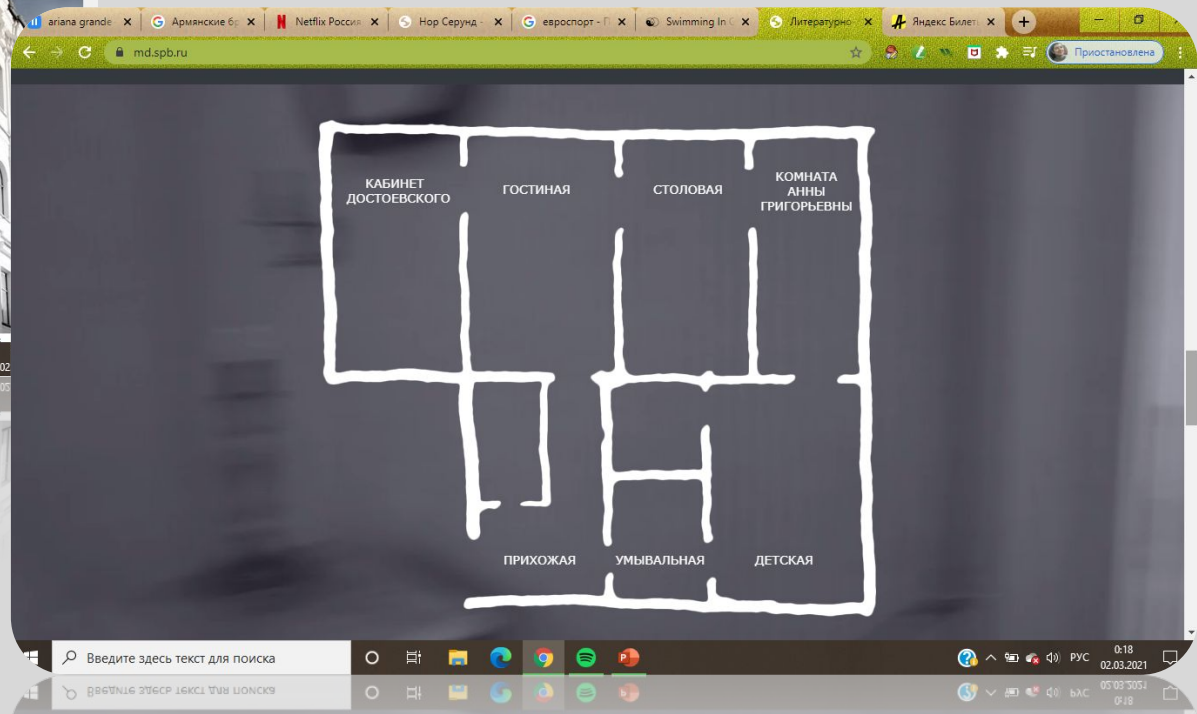 ariana grande
Армянские бр
Netflix Россия
Нор Серунд -
евроспорт - П
Swimming In G
Литературно-
Яндекс Билет
md.spb.ru
Приостановлена
КАБИНЕТ
ДОСТОЕВСКОГО
ГОСТИНАЯ
СТОЛОВАЯ
КОМНАТА
АННЫ
ГРИГОРЬЕВНЫ
ПРИХОЖАЯ
УМЫВАЛЬНАЯ
ДЕТСКАЯ
Введите здесь текст для поиска
РУС
0:18
02.03.2021